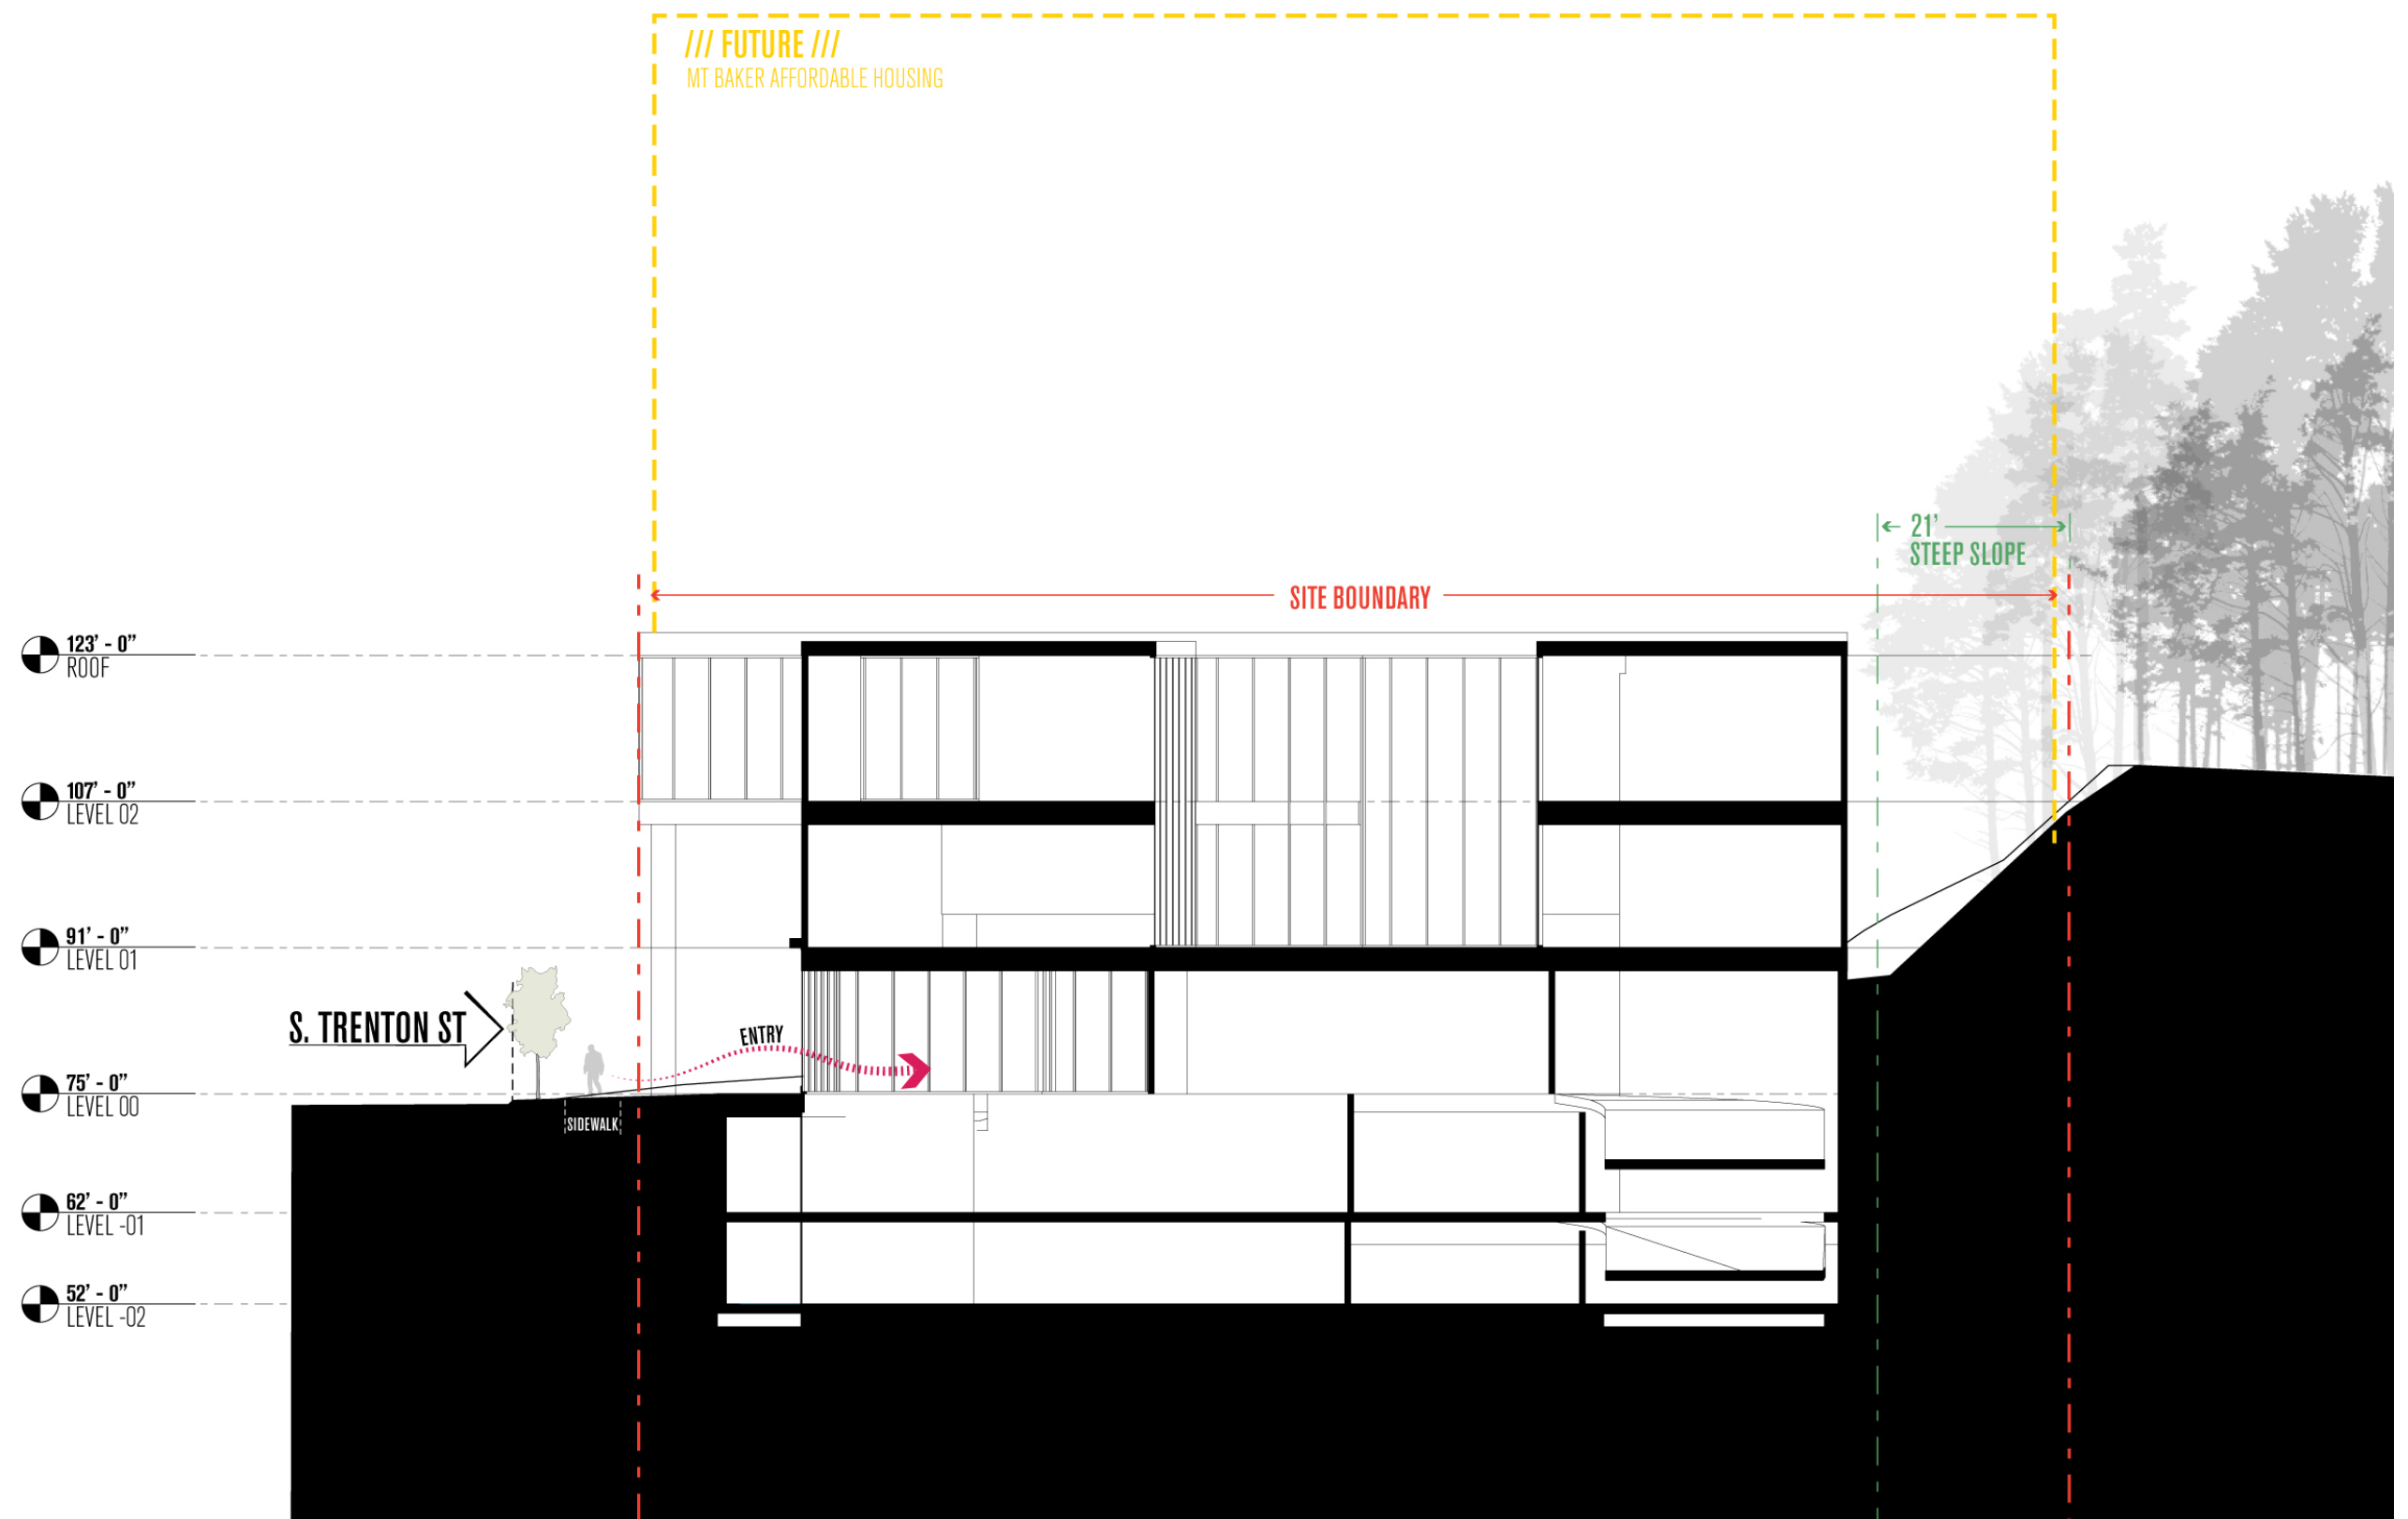 /// FUTURE ///
MT BAKER AFFORDABLE HOUSING
21’
STEEP SLOPE
SITE BOUNDARY
123’ - 0”
ROOF
107’ - 0”
LEVEL 02
91’ - 0”
LEVEL 01
S. TRENTON ST
ENTRY
75’ - 0”
LEVEL 00
SIDEWALK
62’ - 0”
LEVEL -01
52’ - 0”
LEVEL -02